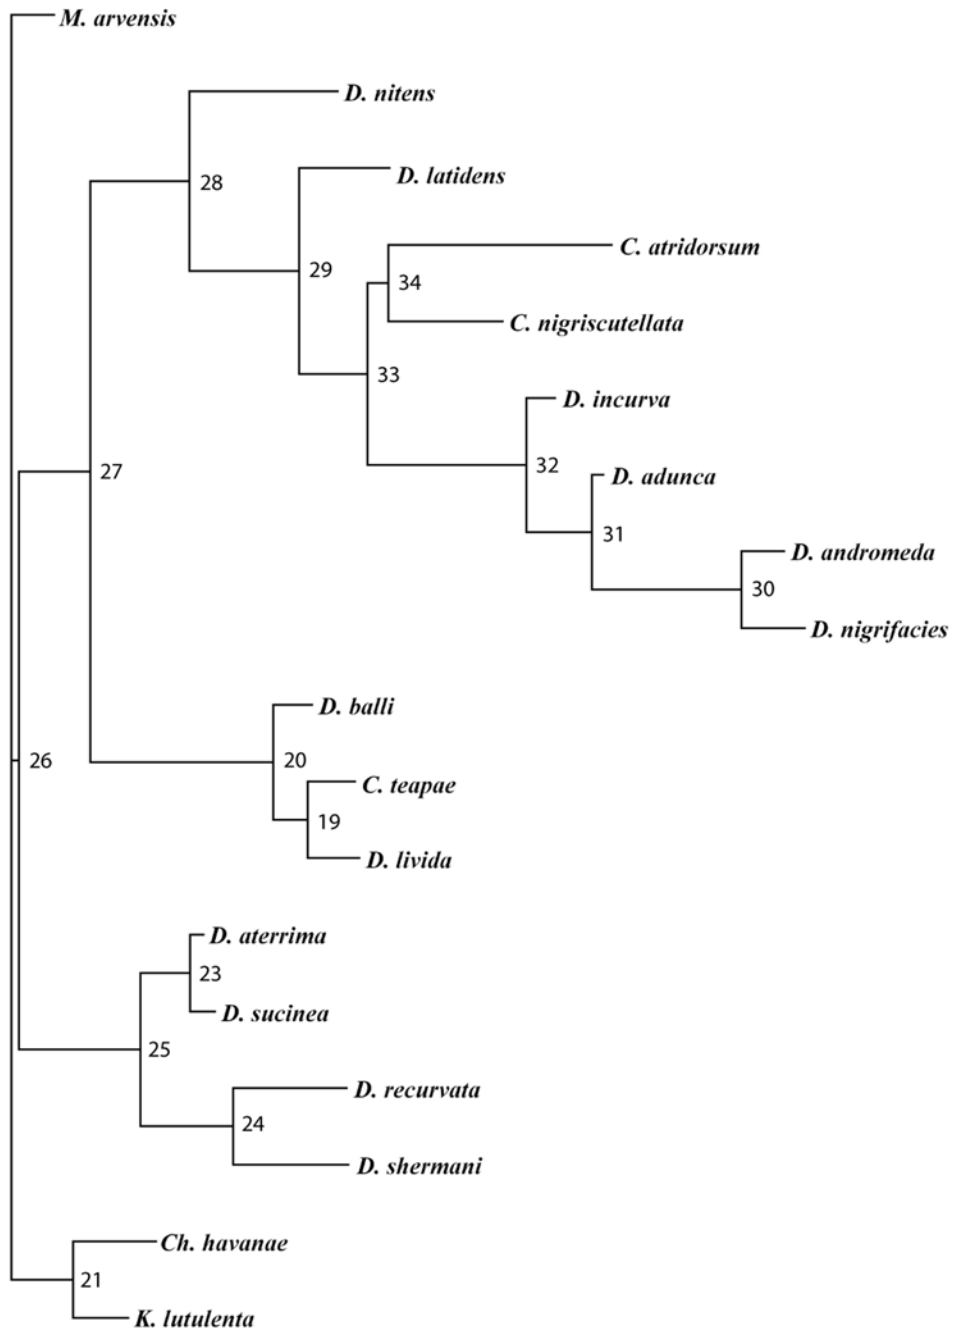 M. arvensis
D. nitens
28
D. latidens
C. atridorsum
29
34
C. nigriscutellata
33
D. incurva
32
27
D. adunca
31
D. andromeda
30
D. nigrifacies
D. balli
26
20
C. teapae
19
D. livida
D. aterrima
23
D. sucinea
25
D. recurvata
24
D. shermani
Ch. havanae
21
K. lutulenta